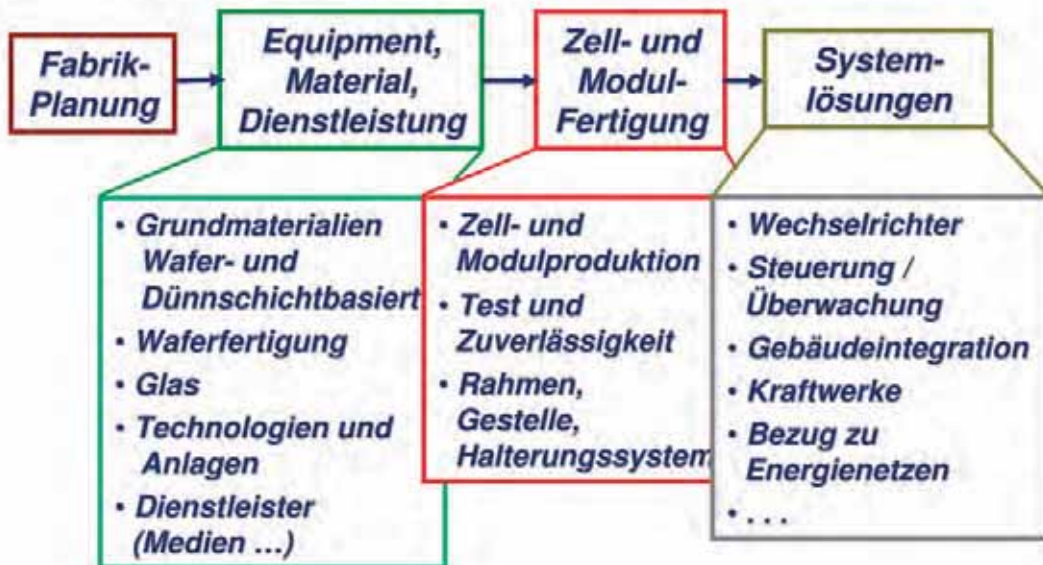 Fabrik-
Planung
Equipment,
Material,
Dienstleistung
Zell- und
Modul-
Fertigung
System-
lösungen
• Grundmaterialien
Wafer- und
Dünnschichtbasiert
• Waferfertigung
• Glas
• Technologien und
Anlagen
• Dienstleister
(Medien ...)
• Zell- und
Modulproduktion
• Test und
Zuverlässigkeit
• Rahmen,
Gestelle,
Halterungssystem
• Wechselrichter
• Steuerung /
Überwachung
• Gebäudeintegration
• Kraftwerke
• Bezug zu
Energienetzen
• . . .